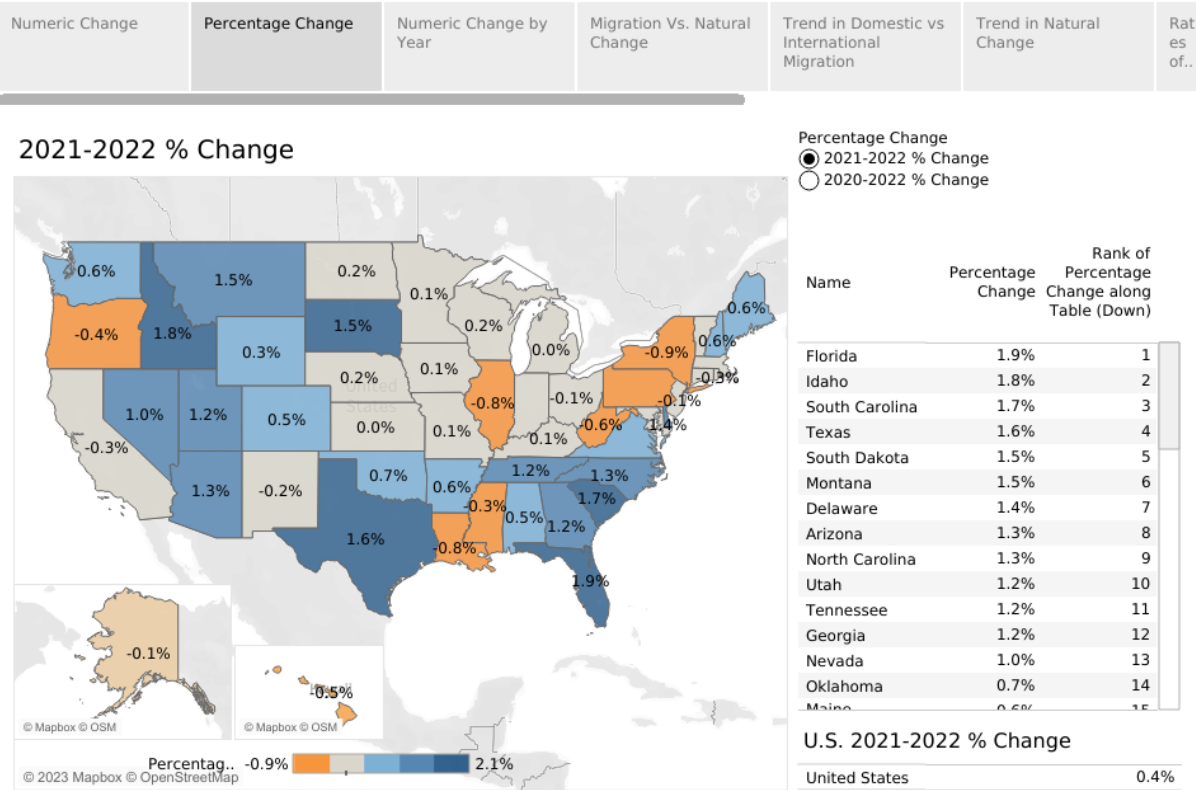 Numeric Change
Percentage Change
Numeric Change by
Year
Migration Vs. Natural
Change
Trend in Domestic vs
International
Migration
Trend in Natural
Change
Rat
es
of..
2021-2022 % Change
Percentage Change
2021-2022 % Change
2020-2022 % Change
0.6%
1.5%
0.2%
0.1%
-0.4%
1.8%
1.5%
0.2%
0.6%
0.3%
0.0%
-0.9%
0.6%
0.1%
0.2%
-0.3%
1.0%
1.2%
0.5%
-0.8%
-0.1%
-0.1%
0.0%
0.1%
-0.6%
1.4%
-0.3%
0.1%
0.7%
1.2%
1.3%
1.3%
-0.2%
0.6%
1.7%
-0.3%
0.5%
1.2%
1.6%
-0.8%
1.9%
-0.1%
-0.5%
United
States
© Mapbox © OSM
© Mapbox © OSM
Percentag.. -0.9% 2.1%
© 2023 Mapbox © OpenStreetMap
Name
Percentage
Change
Rank of
Percentage
Change along
Table (Down)
Florida 1.9% 1
Idaho 1.8% 2
South Carolina 1.7% 3
Texas 1.6% 4
South Dakota 1.5% 5
Montana 1.5% 6
Delaware 1.4% 7
Arizona 1.3% 8
North Carolina 1.3% 9
Utah 1.2% 10
Tennessee 1.2% 11
Georgia 1.2% 12
Nevada 1.0% 13
Oklahoma 0.7% 14
Maine 0.6% 15
U.S. 2021-2022 % Change
United States 0.4%